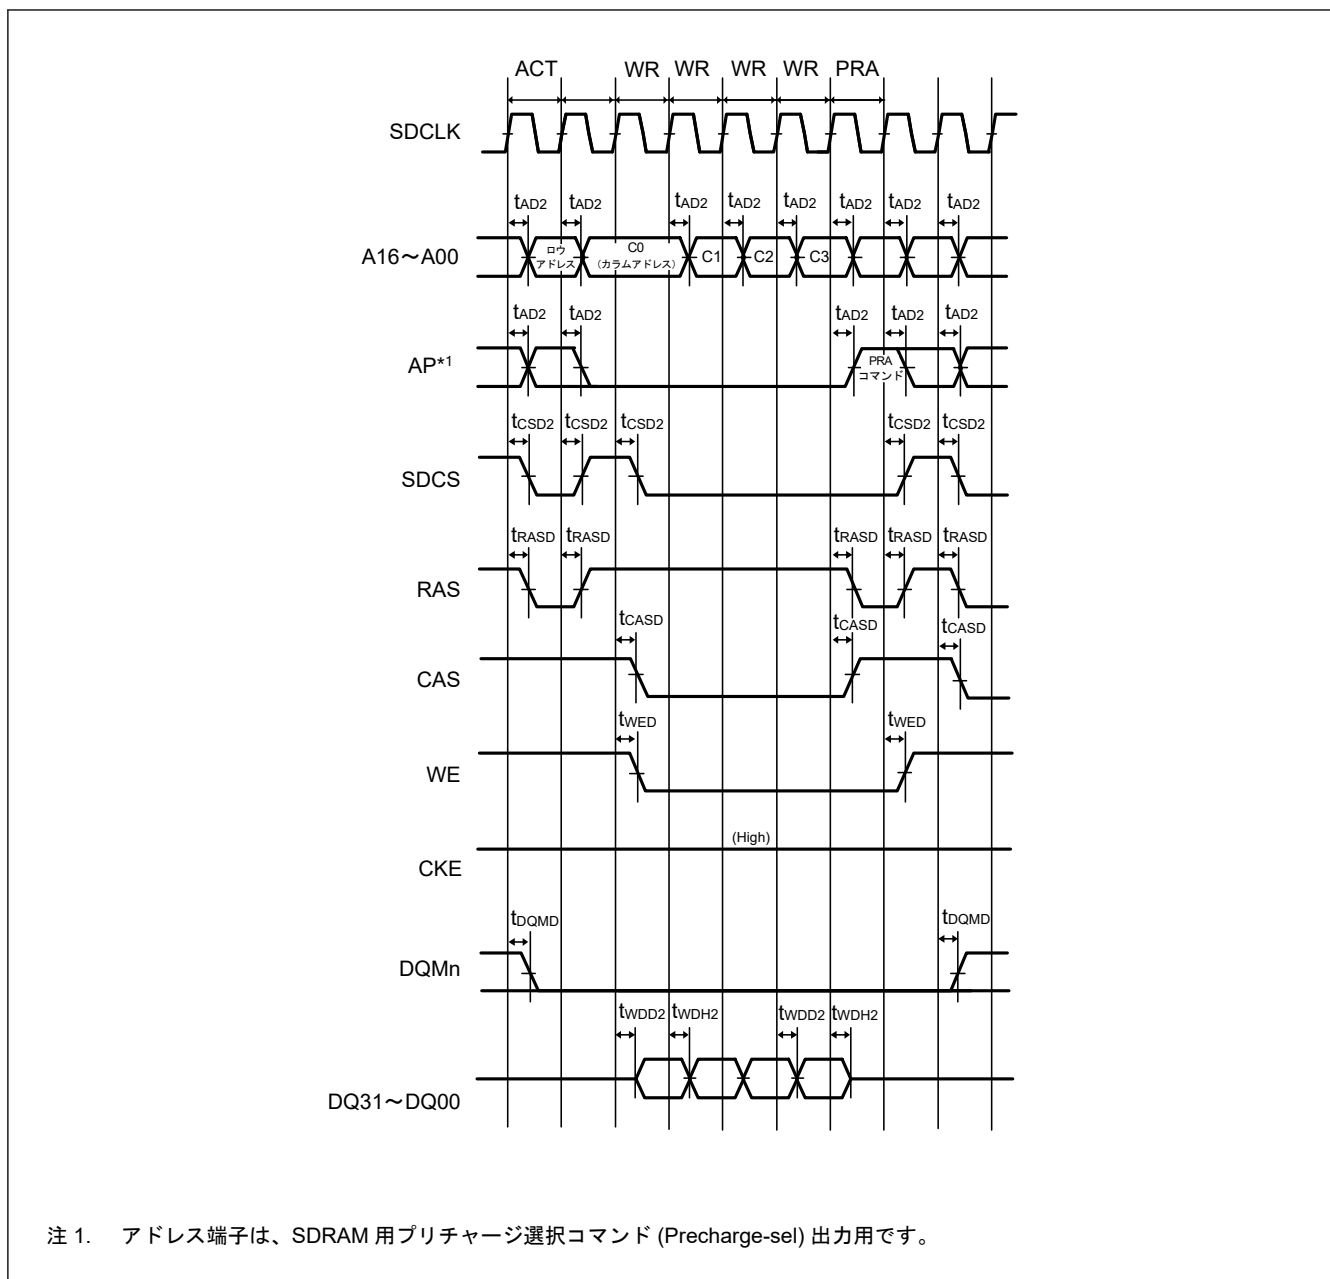 ACT WR WR WR WR PRA
SDCLK
tAD2 tAD2 tAD2 tAD2 tAD2 tAD2 tAD2 tAD2
A16～A00
ロウ
アドレス
C0
(カラムアドレス)
C1 C2 C3
tAD2 tAD2 tAD2 tAD2 tAD2
AP*1
PRA
コマンド
tCSD2 tCSD2 tCSD2 tCSD2 tCSD2
SDCS
tRASD tRASD tRASD tRASD tRASD
RAS
tCASD tCASD tCASD
CAS
tWED tWED
WE
(High)
CKE
tDQMD tDQMD
DQMn
tWDD2 tWDH2 tWDD2 tWDH2
DQ31～DQ00
注 1. アドレス端子は、SDRAM 用プリチャージ選択コマンド (Precharge-sel) 出力用です。